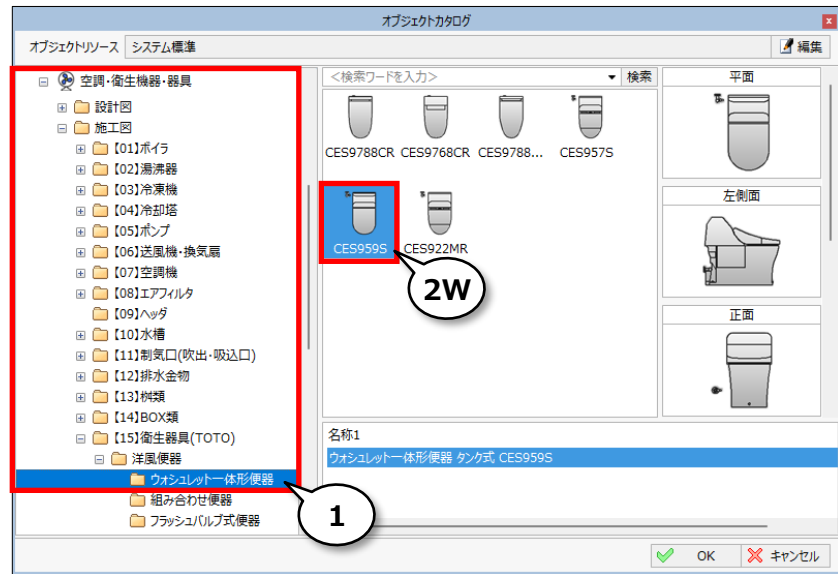 オブジェクトカタログ
オブジェクトリソース システム標準 編集
空調・衛生機器・器具
設計図
施工図
【01】ボイラ
【02】湯沸器
【03】冷凍機
【04】冷却塔
【05】ポンプ
【06】送風機・換気扇
【07】空調機
【08】エアフィルタ
【09】ヘッダ
【10】水槽
【11】制気口(吹出・吸込口)
【12】排水金物
【13】桝類
【14】BOX類
【15】衛生器具(TOTO)
洋風便器
ウォシュレット一体形便器
組み合わせ便器
フラッシュバルブ式便器
1
<検索ワードを入力> 検索
CES9788CR CES9768CR CES9788... CES957S
CES959S CES922MR
2W
平面
左側面
正面
名称1
ウォシュレット一体形便器 タンク式 CES959S
OK キャンセル